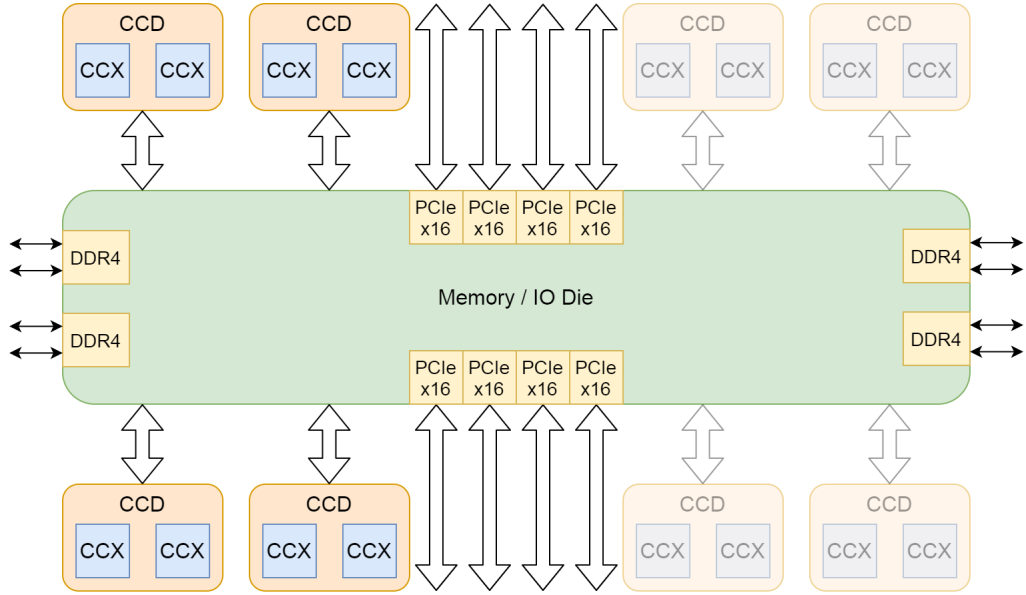 CCD
CCX CCX
CCD
CCX CCX
CCD
CCX CCX
CCD
CCX CCX
PCIe
x16
PCIe
x16
PCIe
x16
PCIe
x16
DDR4
DDR4
Memory / IO Die
DDR4
DDR4
PCIe
x16
PCIe
x16
PCIe
x16
PCIe
x16
CCD
CCX CCX
CCD
CCX CCX
CCD
CCX CCX
CCD
CCX CCX